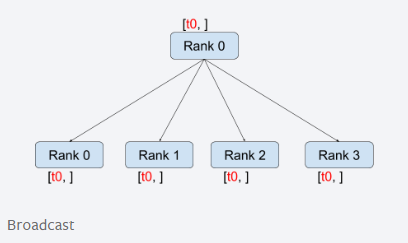 [t0, ]
Rank 0
Rank 0 Rank 1 Rank 2 Rank 3
[t0, ] [t0, ] [t0, ] [t0, ]
Broadcast